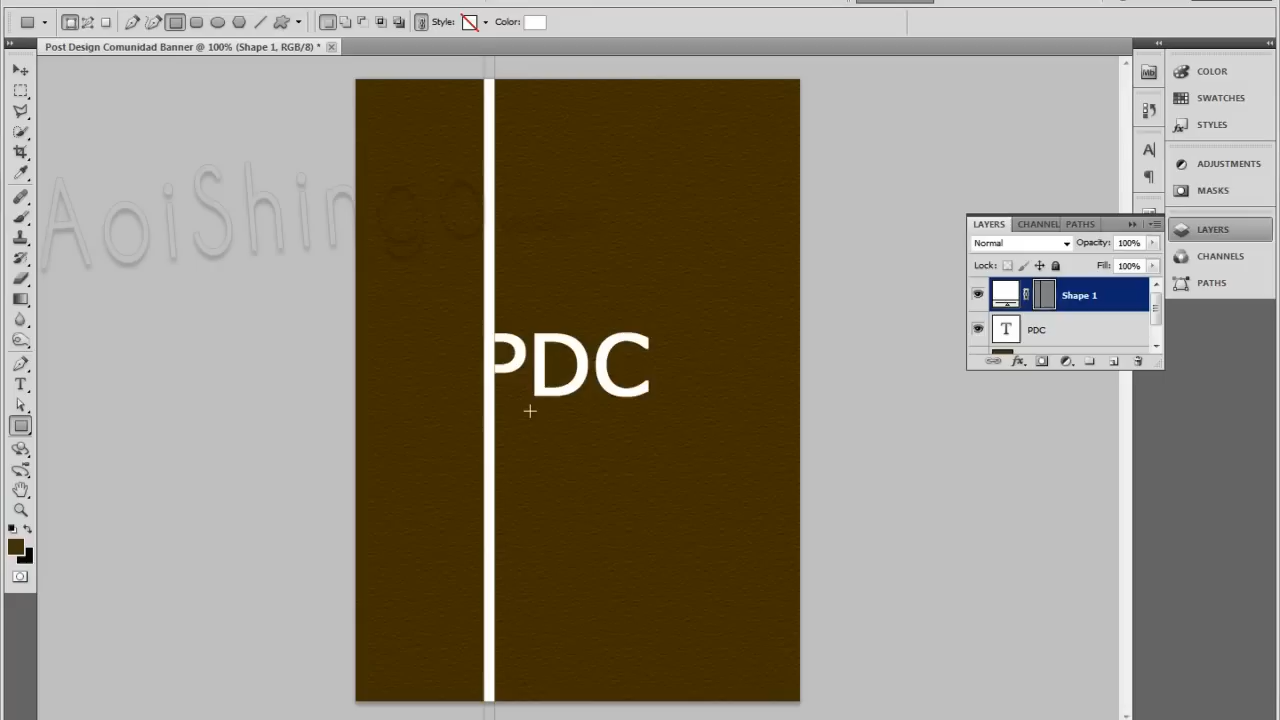 Style:
Color:
Post Design Comunidad Banner @ 100% (Shape 1, RGB/8) *
Mb
COLOR
SWATCHES
STYLES
ADJUSTMENTS
MASKS
LAYERS
CHANNELS
PATHS
LAYERS CHANNEL PATHS
Normal Opacity: 100%
Lock: Fill: 100%
Shape 1
T PDC
PDC